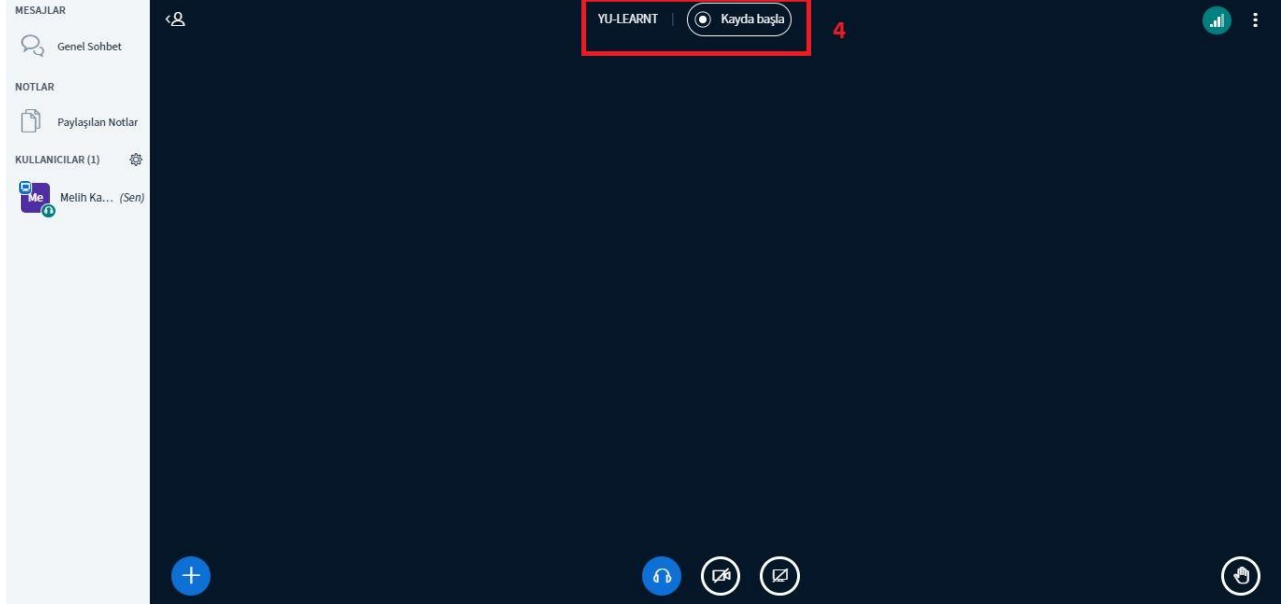 MESAJLAR
Genel Sohbet
NOTLAR
Paylaşılan Notlar
KULLANICILAR (1)
Me
Melih Ka... (Sen)
YU-LEARNT
Kayda başla
4